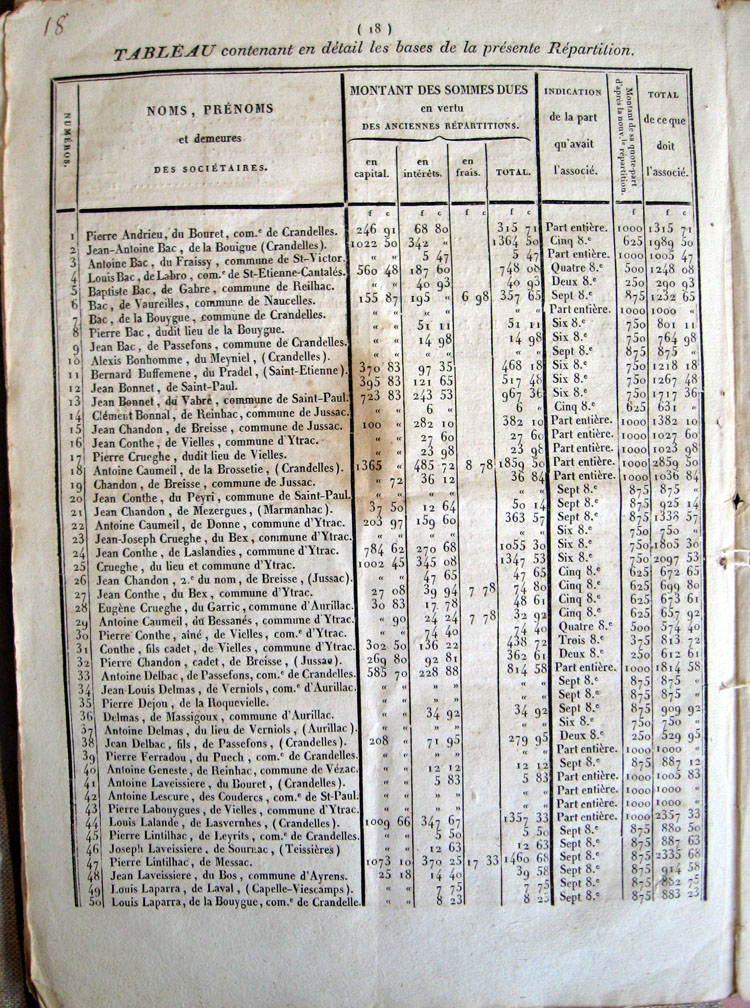 18
( 18 )
TABLEAU contenant en détail les bases de la présente Répartition.
NUMÉROS.
NOMS, PRÉNOMS
et demeures
DES SOCIÉTAIRES.
MONTANT DES SOMMES DUES
en vertu
DES ANCIENNES RÉPARTITIONS.
en capital.
en intérêts.
en frais.
TOTAL.
INDICATION
de la part
qu'avait
l'associé.
Montant de sa quote-part
d'après la nouv.le répartition.
TOTAL
de ce que
doit
l'associé.
f c f c f c f c f f c
1 Pierre Andrieu, du Bouret, com.e de Crandelles. 246 91 68 80 315 71 Part entière. 1000 1315 71
2 Jean-Antoine Bac, de la Bouigue (Crandelles). 1022 50 342 « 1364 50 Cinq 8.e 625 1989 50
3 Antoine Bac, du Fraissy, commune de St-Victor. « « 5 47 5 47 Part entière. 1000 1005 47
4 Louis Bac, de Labro, com.e de St-Etienne-Cantalés. 560 48 187 60 748 08 Quatre 8.e 500 1248 08
5 Baptiste Bac, de Gabre, commune de Reilhac. « « 40 93 40 93 Deux 8.e 250 290 93
6 Bac, de Vaureilles, commune de Naucelles. 155 87 195 « 6 98 357 65 Sept 8.e 875 1232 65
7 Bac, de la Bouygue, commune de Crandelles. « « « « « « Part entière. 1000 1000 «
8 Pierre Bac, dudit lieu de la Bouygue. « « 51 11 51 11 Six 8.e 750 801 11
9 Jean Bac, de Passefons, commune de Crandelles. « « 14 98 14 98 Six 8.e 750 764 98
10 Alexis Bonhomme, du Meyniel, (Crandelles). « « « « « « Sept 8.e 875 875 «
11 Bernard Buffemene, du Pradel, (Saint-Etienne). 370 83 97 35 468 18 Six 8.e 750 1218 18
12 Jean Bonnet, de Saint-Paul. 395 83 121 65 517 48 Six 8.e 750 1267 48
13 Jean Bonnet, du Vabré, commune de Saint-Paul. 723 83 243 53 967 36 Six 8.e 750 1717 36
14 Clément Bonnal, de Reinhac, commune de Jussac. « « 6 « 6 « Cinq 8.e 625 631 «
15 Jean Chandon, de Breisse, commune de Jussac. 100 « 282 10 382 10 Part entière. 1000 1382 10
16 Jean Conthe, de Vielles, commune d'Ytrac. « « 27 60 27 60 Part entière. 1000 1027 60
17 Pierre Crueghe, dudit lieu de Vielles. « « 23 98 23 98 Part entière. 1000 1023 98
18 Antoine Caumeil, de la Brossetie, (Crandelles). 1365 « 485 72 8 78 1859 50 Part entière. 1000 2859 50
19 Chandon, de Breisse, commune de Jussac. « 72 36 12 36 84 Part entière. 1000 1036 84
20 Jean Conthe, du Peyri, commune de Saint-Paul. « « « « « « Sept 8.e 875 875 «
21 Jean Chandon, de Mezergues, (Marmanhac). 37 50 12 64 50 14 Sept 8.e 875 925 14
22 Antoine Caumeil, de Donne, commune d'Ytrac. 203 97 159 60 363 57 Sept 8.e 875 1338 57
23 Jean-Joseph Crueghe, du Bex, commune d'Ytrac. « « « « « « Six 8.e 750 750 «
24 Jean Conthe, de Laslandies, commune d'Ytrac. 784 62 270 68 1055 30 Six 8.e 750 1805 30
25 Crueghe, du lieu et commune d'Ytrac. 1002 45 345 08 1347 53 Six 8.e 750 2097 53
26 Jean Chandon, 2.e du nom, de Breisse, (Jussac). « « 47 65 47 65 Cinq 8.e 625 672 65
27 Jean Conthe, du Bex, commune d'Ytrac. 27 08 39 94 7 78 74 80 Cinq 8.e 625 699 80
28 Eugène Crueghe, du Garric, commune d'Aurillac. 30 83 17 78 48 61 Cinq 8.e 625 673 61
29 Antoine Caumeil, du Bessanés, commune d'Ytrac. « 90 24 24 7 78 32 92 Cinq 8.e 625 657 92
30 Pierre Conthe, aîné, de Vielles, com.e d'Ytrac. « « 74 40 74 40 Quatre 8.e 500 574 40
31 Conthe, fils cadet, de Vielles, commune d'Ytrac. 302 50 136 22 438 72 Trois 8.e 375 813 72
32 Pierre Chandon, cadet, de Breisse, (Jussac). 269 80 92 81 362 61 Deux 8.e 250 612 61
33 Antoine Delbac, de Passefons, com.e de Crandelles. 585 70 228 88 814 58 Part entière. 1000 1814 58
34 Jean-Louis Delmas, de Verniols, com.e d'Aurillac. « « » » « « Sept 8.e 875 875 «
35 Pierre Dejou, de la Roquevielle. « « » » « « Sept 8.e 875 875 «
36 Delmas, de Massigoux, commune d'Aurillac. « « 34 92 34 92 Sept 8.e 875 909 92
37 Antoine Delmas, du lieu de Verniols, (Aurillac). « « » » « « Six 8.e 750 750 «
38 Jean Delbac, fils, de Passefons, (Crandelles). 208 « 71 95 279 95 Deux 8.e 250 529 95
39 Pierre Ferradou, du Puech, com.e de Crandelles. « « » » « « Part entière. 1000 1000 «
40 Antoine Geneste, de Reinhac, commune de Vézac. « « 12 12 12 12 Sept 8.e 875 887 12
41 Antoine Laveissiere, du Bouret, (Crandelles). « « 5 83 5 83 Part entière. 1000 1005 83
42 Antoine Lescure, des Coudercs, com.e de St-Paul. « « » » « « Part entière. 1000 1000 «
43 Pierre Labouygues, de Vielles, commune d'Ytrac. « « » » « « Part entière. 1000 1000 «
44 Louis Lalande, de Lasvernhes, (Crandelles). 1009 66 347 67 1357 33 Part entière. 1000 2357 33
45 Pierre Lintilhac, de Leyrits, com.e de Crandelles. « « 5 50 5 50 Sept 8.e 875 880 50
46 Joseph Laveissiere, de Sournac, (Teissières) « « 12 63 12 63 Sept 8.e 875 887 63
47 Pierre Lintilhac, de Messac. 1073 10 370 25 17 33 1460 68 Sept 8.e 875 2335 68
48 Jean Laveissiere, du Bos, commune d'Ayrens. 25 18 14 40 39 58 Sept 8.e 875 914 58
49 Louis Laparra, de Laval, (Capelle-Viescamps). « « 7 75 7 75 Sept 8.e 875 882 75
50 Louis Laparra, de la Bouygue, com.e de Crandelle. « « 8 23 8 23 Sept 8.e 875 883 23